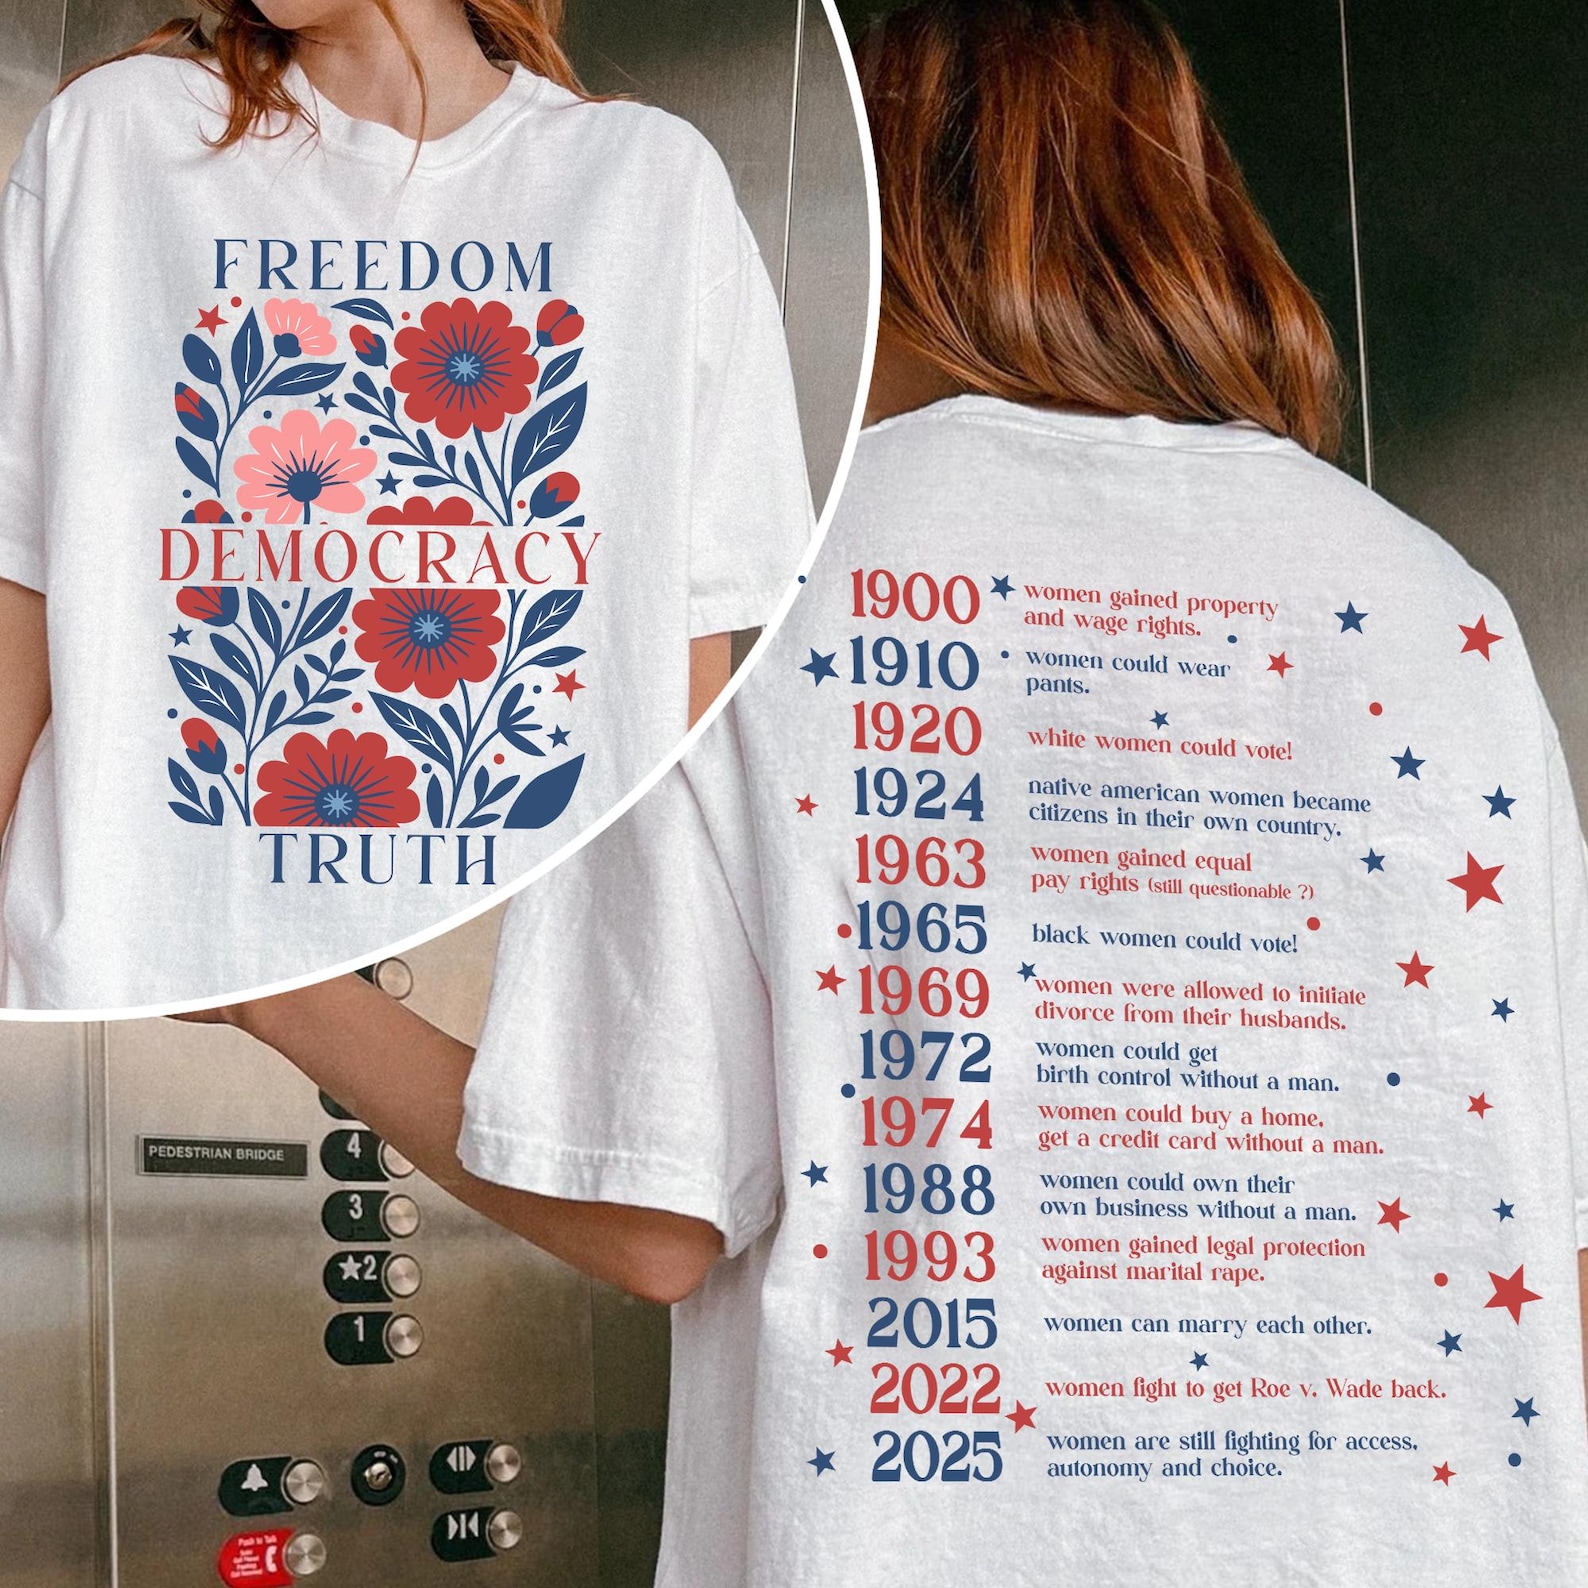 FREEDOM
DEMOCRACY
TRUTH
1900 women gained property
and wage rights.
1910 women could wear
pants.
1920 white women could vote!
1924 native american women became
citizens in their own country.
1963 women gained equal
pay rights (still questionable ?)
1965 black women could vote!
1969 women were allowed to initiate
divorce from their husbands.
1972 women could get
birth control without a man.
1974 women could buy a home,
get a credit card without a man.
1988 women could own their
own business without a man.
1993 women gained legal protection
against marital rape.
2015 women can marry each other.
2022 women fight to get Roe v. Wade back.
2025 women are still fighting for access,
autonomy and choice.
PEDESTRIAN BRIDGE
4
3
★2
1
Push to Talk